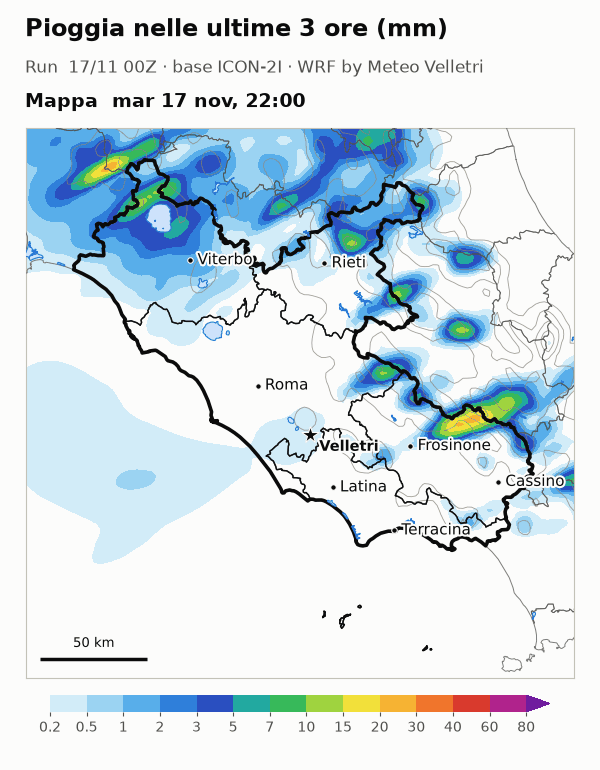 Pioggia nelle ultime 3 ore (mm)
Run  17/11 00Z · base ICON-2I · WRF by Meteo Velletri
Mappa  mar 17 nov, 22:00
Viterbo
Rieti
Roma
Velletri
Frosinone
Latina
Cassino
Terracina
50 km
0.2 0.5 1 2 3 5 7 10 15 20 30 40 60 80